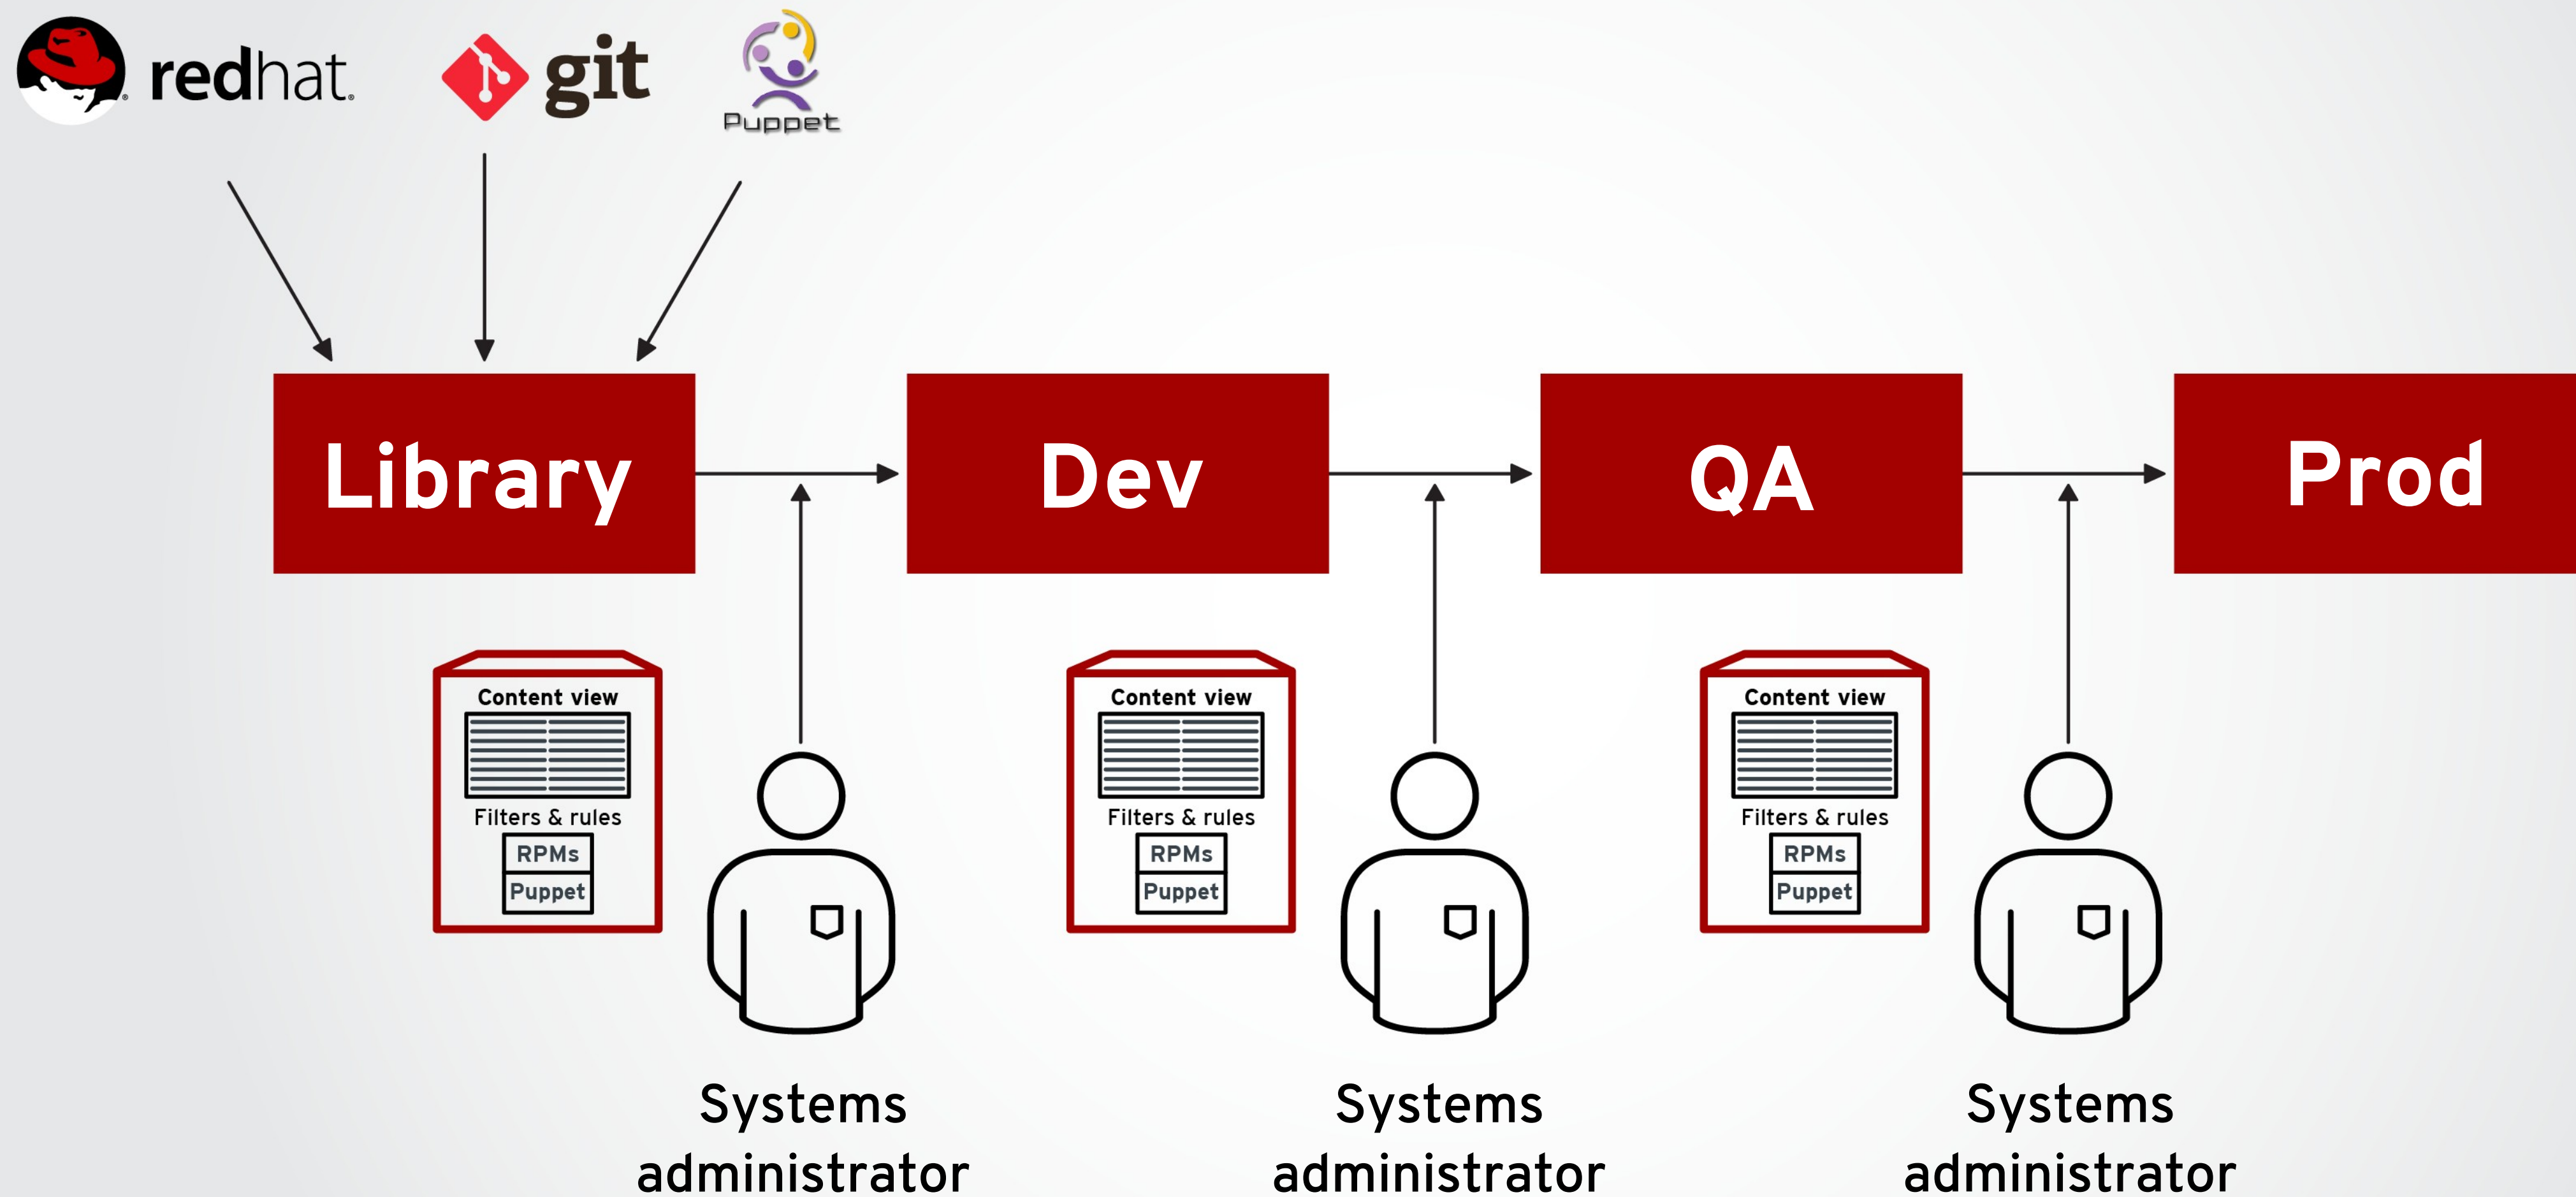 redhat.
git
Puppet
Library
Dev
QA
Prod
Content view
Filters & rules
RPMs
Puppet
Content view
Filters & rules
RPMs
Puppet
Content view
Filters & rules
RPMs
Puppet
Systems
administrator
Systems
administrator
Systems
administrator